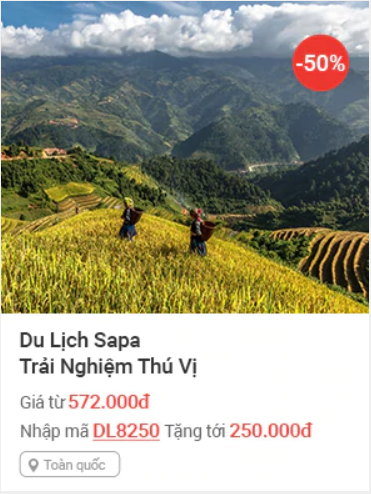 -50%
Du Lịch Sapa
Trải Nghiệm Thú Vị
Giá từ 572.000đ
Nhập mã DL8250 Tặng tới 250.000đ
Toàn quốc